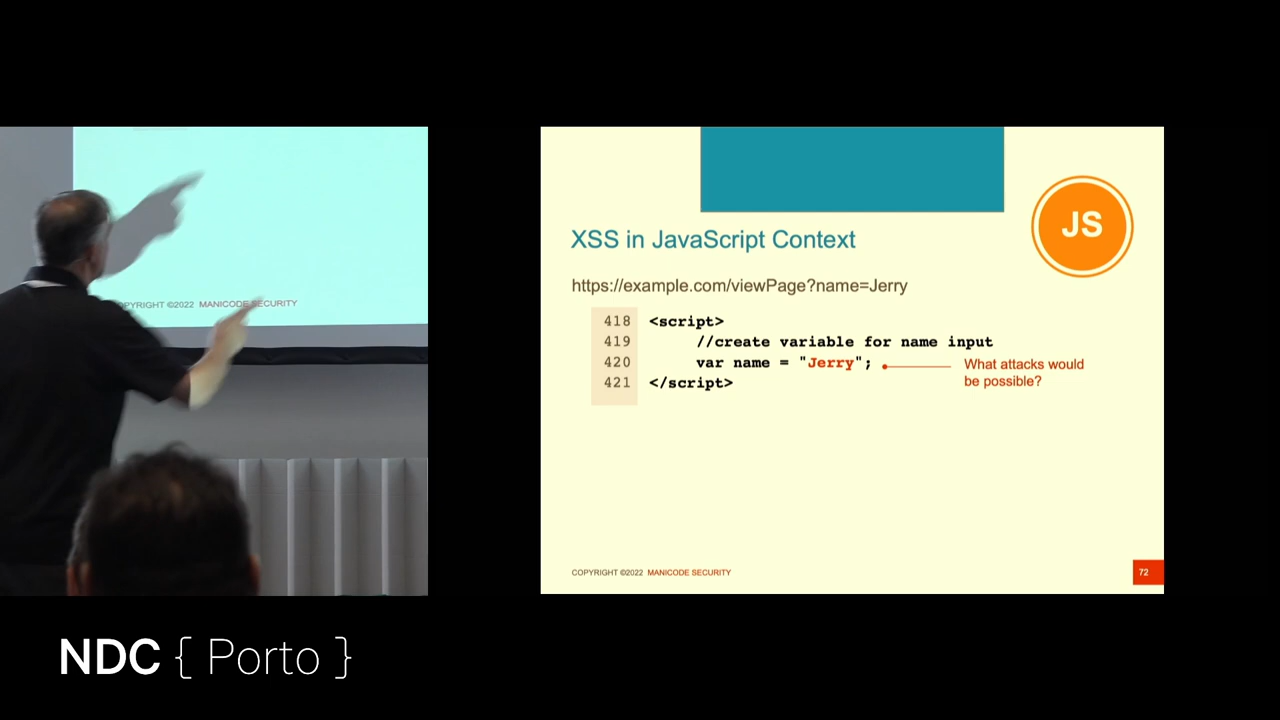 PYRIGHT ©2022 MANICODE SECURITY
JS
XSS in JavaScript Context
https://example.com/viewPage?name=Jerry
418 <script>
419 //create variable for name input
420 var name = "Jerry";
421 </script>
What attacks would
be possible?
COPYRIGHT ©2022 MANICODE SECURITY
72
NDC { Porto }